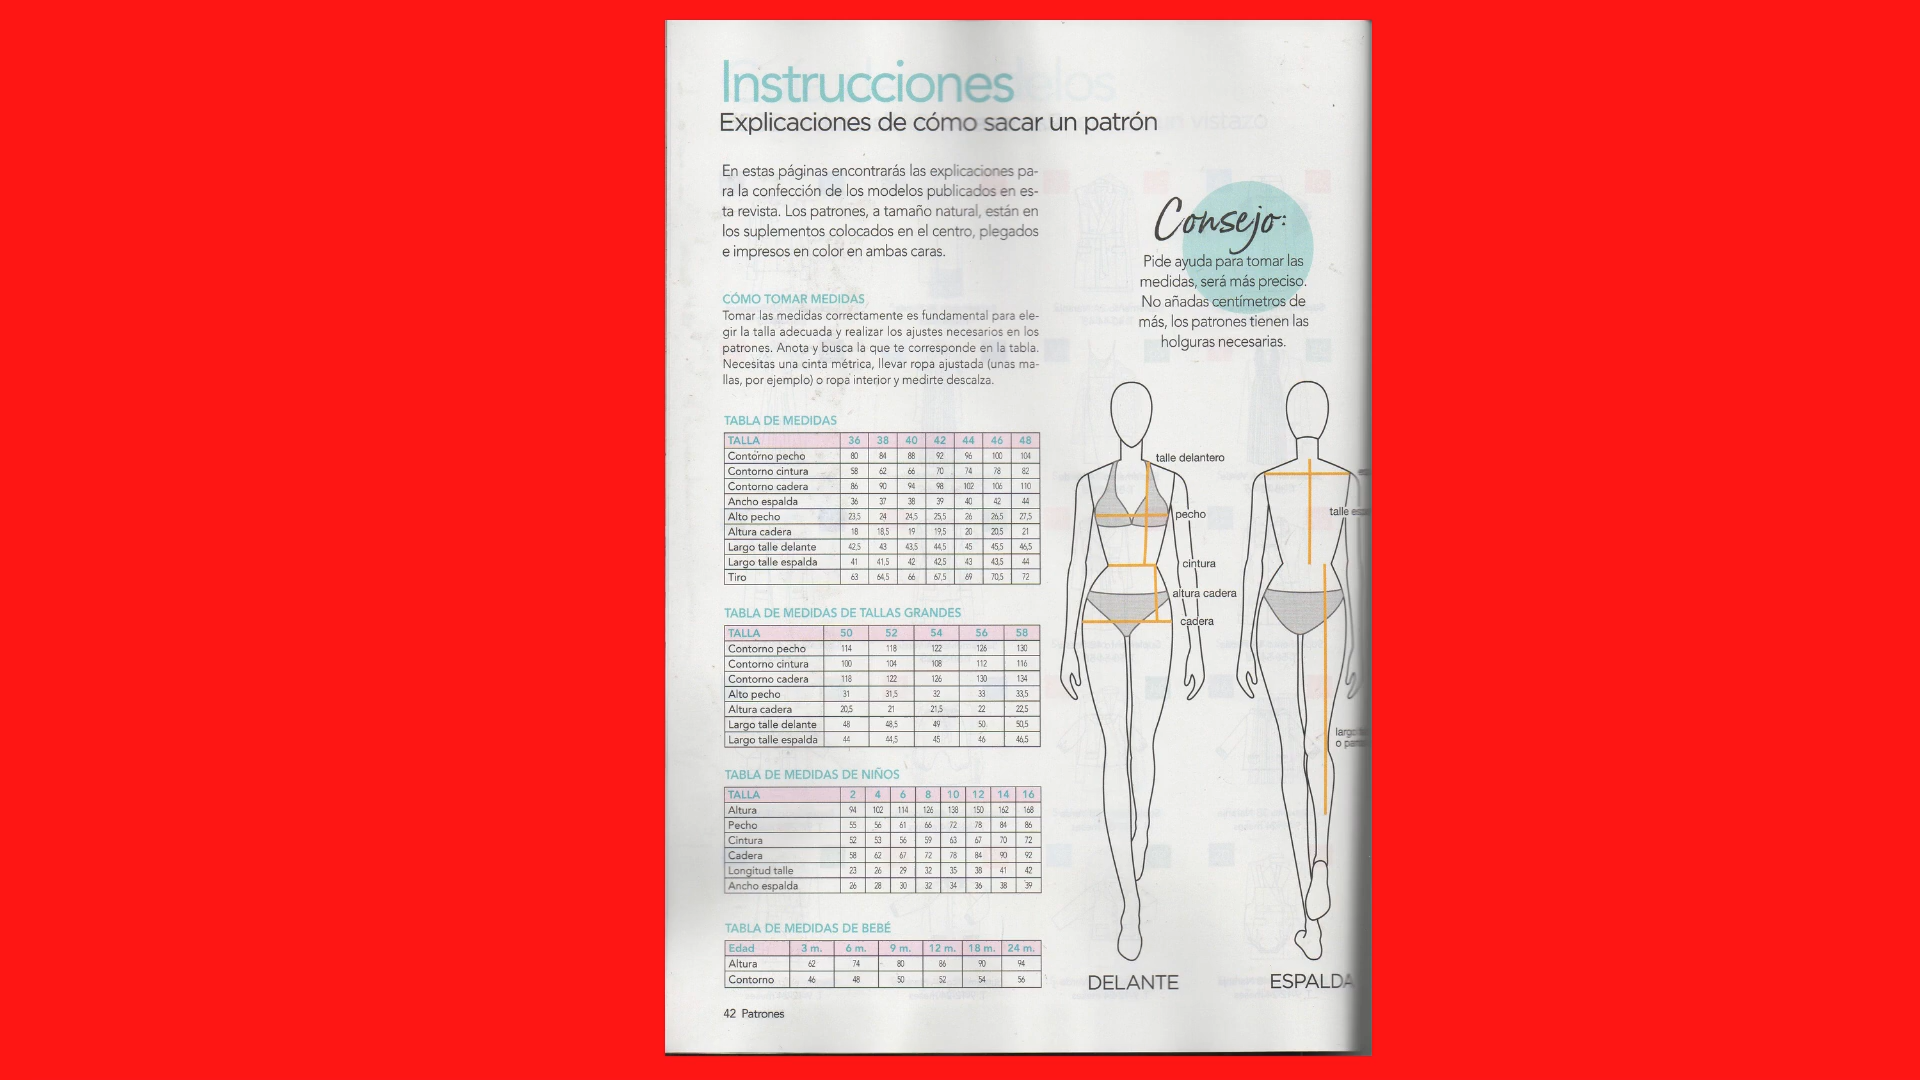 Instrucciones
Explicaciones de cómo sacar un patrón
En estas páginas encontrarás las explicaciones pa-
ra la confección de los modelos publicados en es-
ta revista. Los patrones, a tamaño natural, están en
los suplementos colocados en el centro, plegados
e impresos en color en ambas caras.
CÓMO TOMAR MEDIDAS
Tomar las medidas correctamente es fundamental para ele-
gir la talla adecuada y realizar los ajustes necesarios en los
patrones. Anota y busca la que te corresponde en la tabla.
Necesitas una cinta métrica, llevar ropa ajustada (unas ma-
llas, por ejemplo) o ropa interior y medirte descalza.
TABLA DE MEDIDAS
TALLA 36 38 40 42 44 46 48
Contorno pecho 80 84 88 92 96 100 104
Contorno cintura 58 62 66 70 74 78 82
Contorno cadera 86 90 94 98 102 106 110
Ancho espalda 36 37 38 39 40 42 44
Alto pecho 23,5 24 24,5 25,5 26 26,5 27,5
Altura cadera 18 18,5 19 19,5 20 20,5 21
Largo talle delante 42,5 43 43,5 44,5 45 45,5 46,5
Largo talle espalda 41 41,5 42 42,5 43 43,5 44
Tiro 63 64,5 66 67,5 69 70,5 72
TABLA DE MEDIDAS DE TALLAS GRANDES
TALLA 50 52 54 56 58
Contorno pecho 114 118 122 126 130
Contorno cintura 100 104 108 112 116
Contorno cadera 118 122 126 130 134
Alto pecho 31 31,5 32 33 33,5
Altura cadera 20,5 21 21,5 22 22,5
Largo talle delante 48 48,5 49 50 50,5
Largo talle espalda 44 44,5 45 46 46,5
TABLA DE MEDIDAS DE NIÑOS
TALLA 2 4 6 8 10 12 14 16
Altura 94 102 114 126 138 150 162 168
Pecho 55 56 61 66 72 78 84 86
Cintura 52 53 56 59 63 67 70 72
Cadera 58 62 67 72 78 84 90 92
Longitud talle 23 26 29 32 35 38 41 42
Ancho espalda 26 28 30 32 34 36 38 39
TABLA DE MEDIDAS DE BEBÉ
Edad 3 m. 6 m. 9 m. 12 m. 18 m. 24 m.
Altura 62 74 80 86 90 94
Contorno 46 48 50 52 54 56
42 Patrones
Consejo:
Pide ayuda para tomar las
medidas, será más preciso.
No añadas centímetros de
más, los patrones tienen las
holguras necesarias.
talle delantero
pecho
cintura
altura cadera
cadera
DELANTE
talle
largo
o
ESPALDA